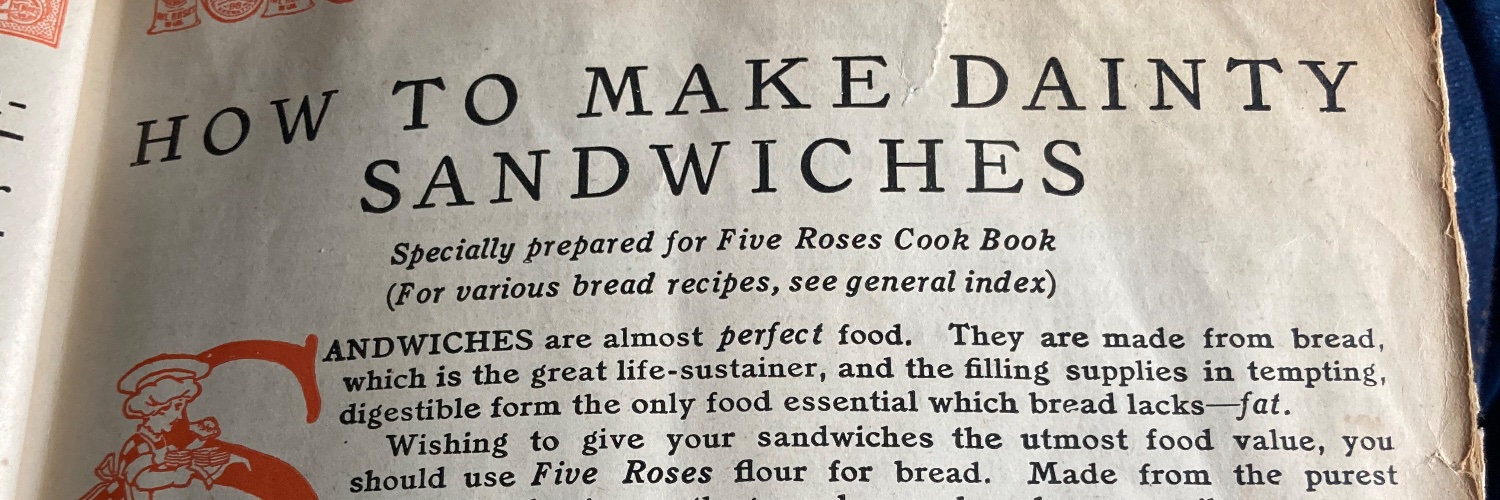 HOW TO MAKE DAINTY
SANDWICHES
Specially prepared for Five Roses Cook Book
(For various bread recipes, see general index)
SANDWICHES are almost perfect food. They are made from bread,
which is the great life-sustainer, and the filling supplies in tempting,
digestible form the only food essential which bread lacks—fat.
Wishing to give your sandwiches the utmost food value, you
should use Five Roses flour for bread. Made from the purest